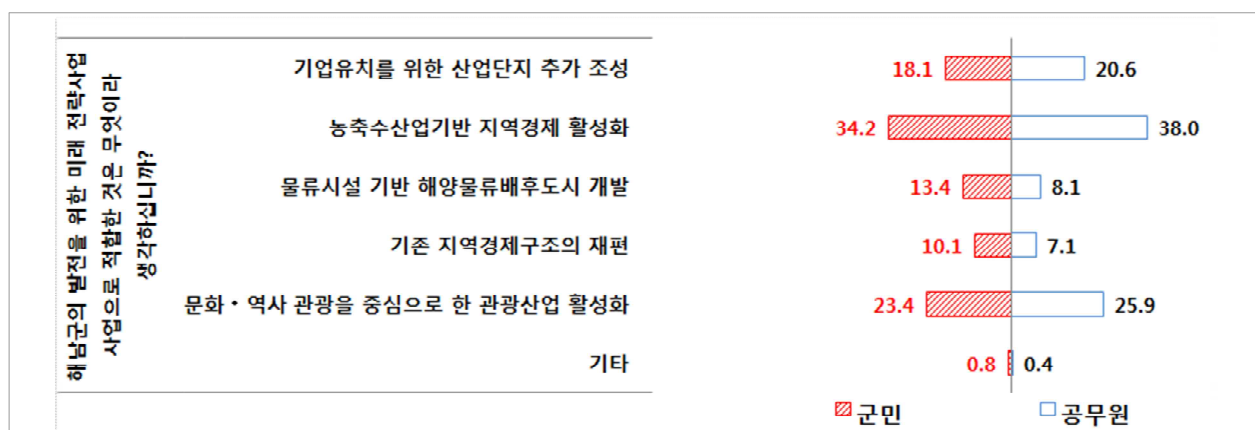 해남군의 발전을 위한 미래 전략사업
사업으로 적합한 것은 무엇이라
생각하십니까?
기업유치를 위한 산업단지 추가 조성
18.1 20.6
농축수산업기반 지역경제 활성화
34.2 38.0
물류시설 기반 해양물류배후도시 개발
13.4 8.1
기존 지역경제구조의 재편
10.1 7.1
문화・역사 관광을 중심으로 한 관광산업 활성화
23.4 25.9
기타
0.8 0.4
군민 공무원